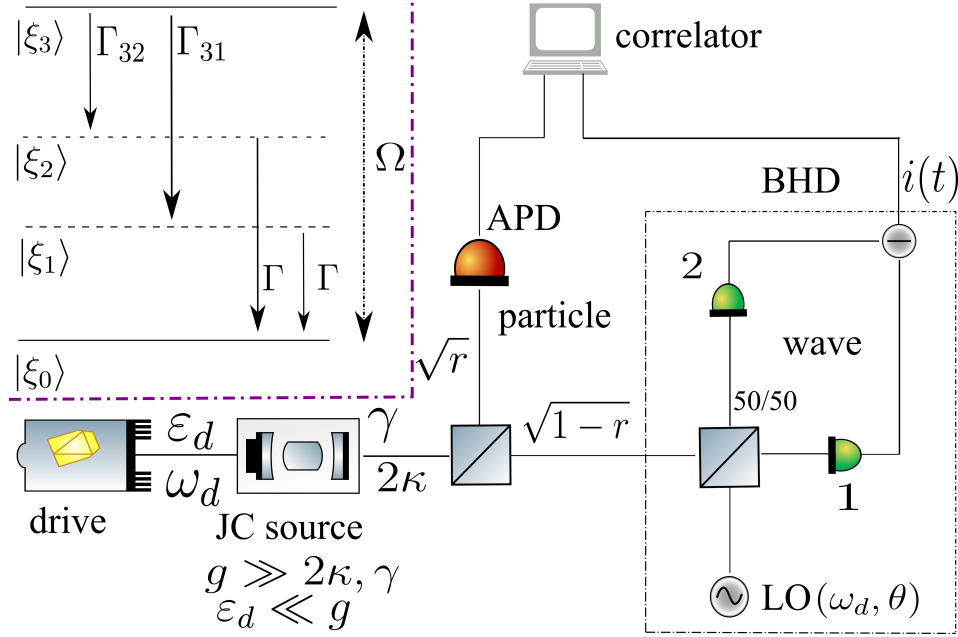 |ξ₃⟩
Γ₃₂
Γ₃₁
|ξ₂⟩
Ω
|ξ₁⟩
Γ
Γ
|ξ₀⟩
correlator
BHD
i(t)
APD
particle
2
wave
√r
50/50
√1−r
ε_d
ω_d
γ
2κ
1
drive
JC source
g ≫ 2κ, γ
ε_d ≪ g
LO(ω_d, θ)